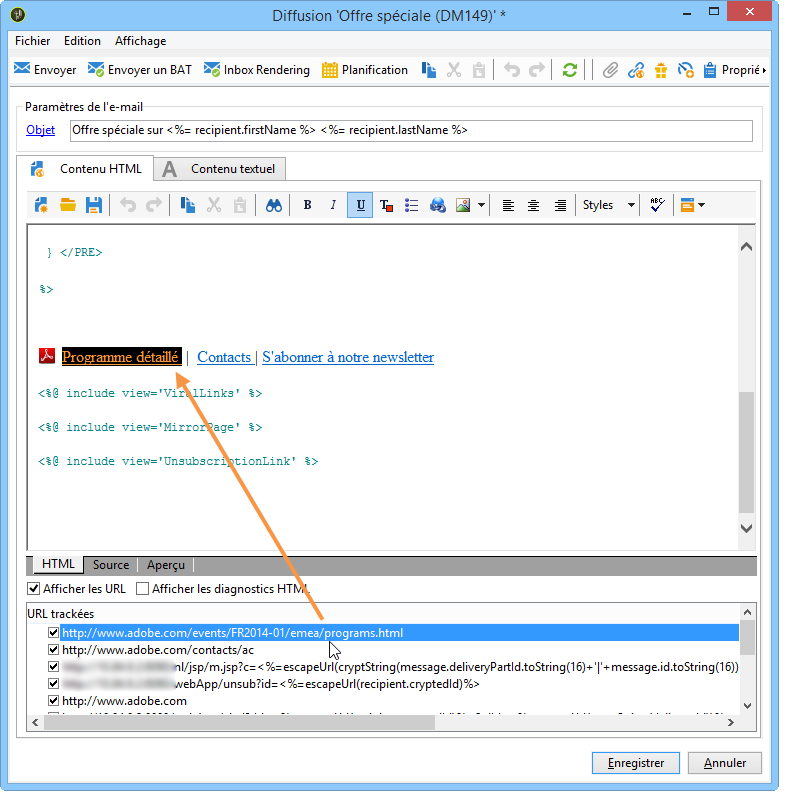 Diffusion 'Offre spéciale (DM149)' *
Fichier Edition Affichage
Envoyer Envoyer un BAT Inbox Rendering Planification Proprié
Paramètres de l'e-mail
Objet Offre spéciale sur <%= recipient.firstName %> <%= recipient.lastName %>
Contenu HTML A Contenu textuel
B I U T Styles ABC
} </PRE>
%>
Programme détaillé | Contacts | S'abonner à notre newsletter
<%@ include view='ViralLinks' %>
<%@ include view='MirrorPage' %>
<%@ include view='UnsubscriptionLink' %>
HTML Source Aperçu
Afficher les URL Afficher les diagnostics HTML
URL trackées
http://www.adobe.com/events/FR2014-01/emea/programs.html
http://www.adobe.com/contacts/ac
nl/jsp/m.jsp?c=<%=escapeUrl(cryptString(message.deliveryPartId.toString(16)+'|'+message.id.toString(16))
webApp/unsub?id=<%=escapeUrl(recipient.cryptedId)%>
http://www.adobe.com
Enregistrer Annuler